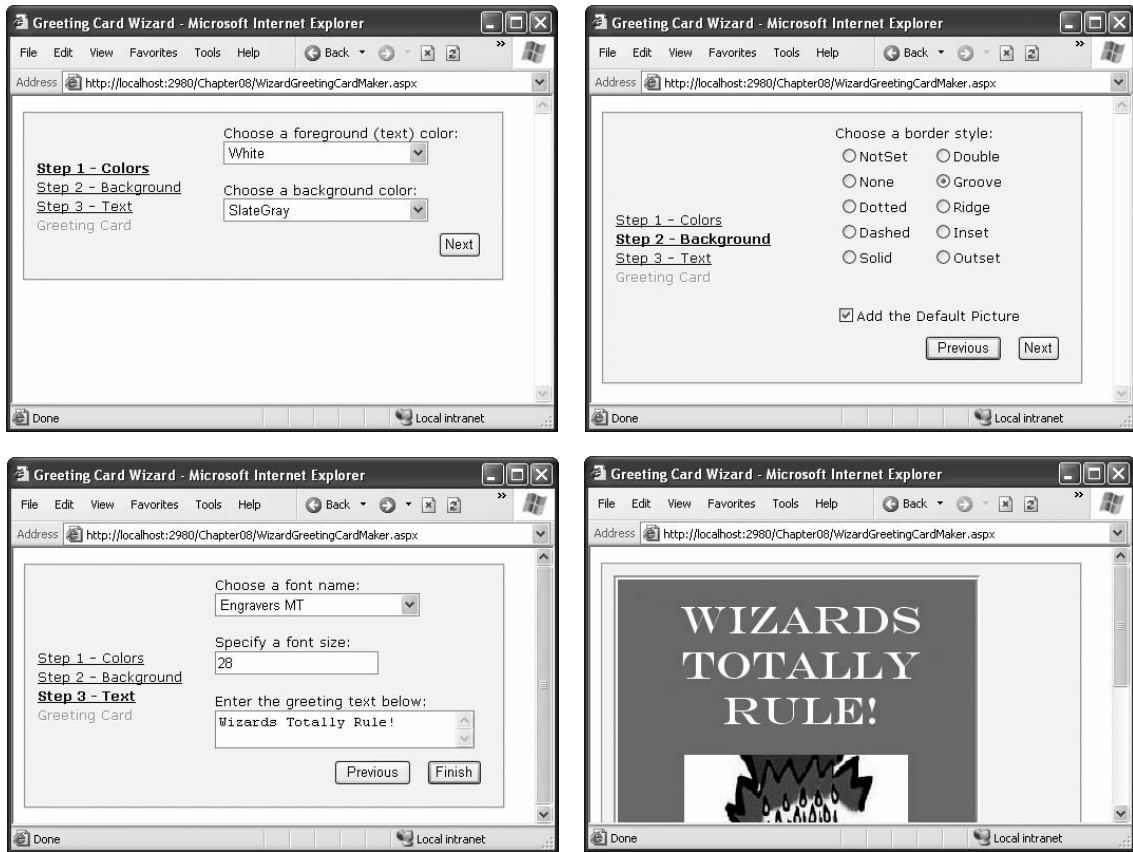 Greeting Card Wizard - Microsoft Internet Explorer
File Edit View Favorites Tools Help Back »
Address http://localhost:2980/Chapter08/WizardGreetingCardMaker.aspx
Choose a foreground (text) color:
White
Step 1 - Colors
Step 2 - Background
Step 3 - Text
Greeting Card
Choose a background color:
SlateGray
Next
Done
Local intranet
Greeting Card Wizard - Microsoft Internet Explorer
File Edit View Favorites Tools Help Back »
Address http://localhost:2980/Chapter08/WizardGreetingCardMaker.aspx
Choose a border style:
NotSet Double
None Groove
Dotted Ridge
Dashed Inset
Solid Outset
Step 1 - Colors
Step 2 - Background
Step 3 - Text
Greeting Card
Add the Default Picture
Previous Next
Done
Local intranet
Greeting Card Wizard - Microsoft Internet Explorer
File Edit View Favorites Tools Help Back »
Address http://localhost:2980/Chapter08/WizardGreetingCardMaker.aspx
Choose a font name:
Engravers MT
Specify a font size:
28
Step 1 - Colors
Step 2 - Background
Step 3 - Text
Greeting Card
Enter the greeting text below:
Wizards Totally Rule!
Previous Finish
Done
Local intranet
Greeting Card Wizard - Microsoft Internet Explorer
File Edit View Favorites Tools Help Back »
Address http://localhost:2980/Chapter08/WizardGreetingCardMaker.aspx
WIZARDS
TOTALLY
RULE!
Done
Local intranet